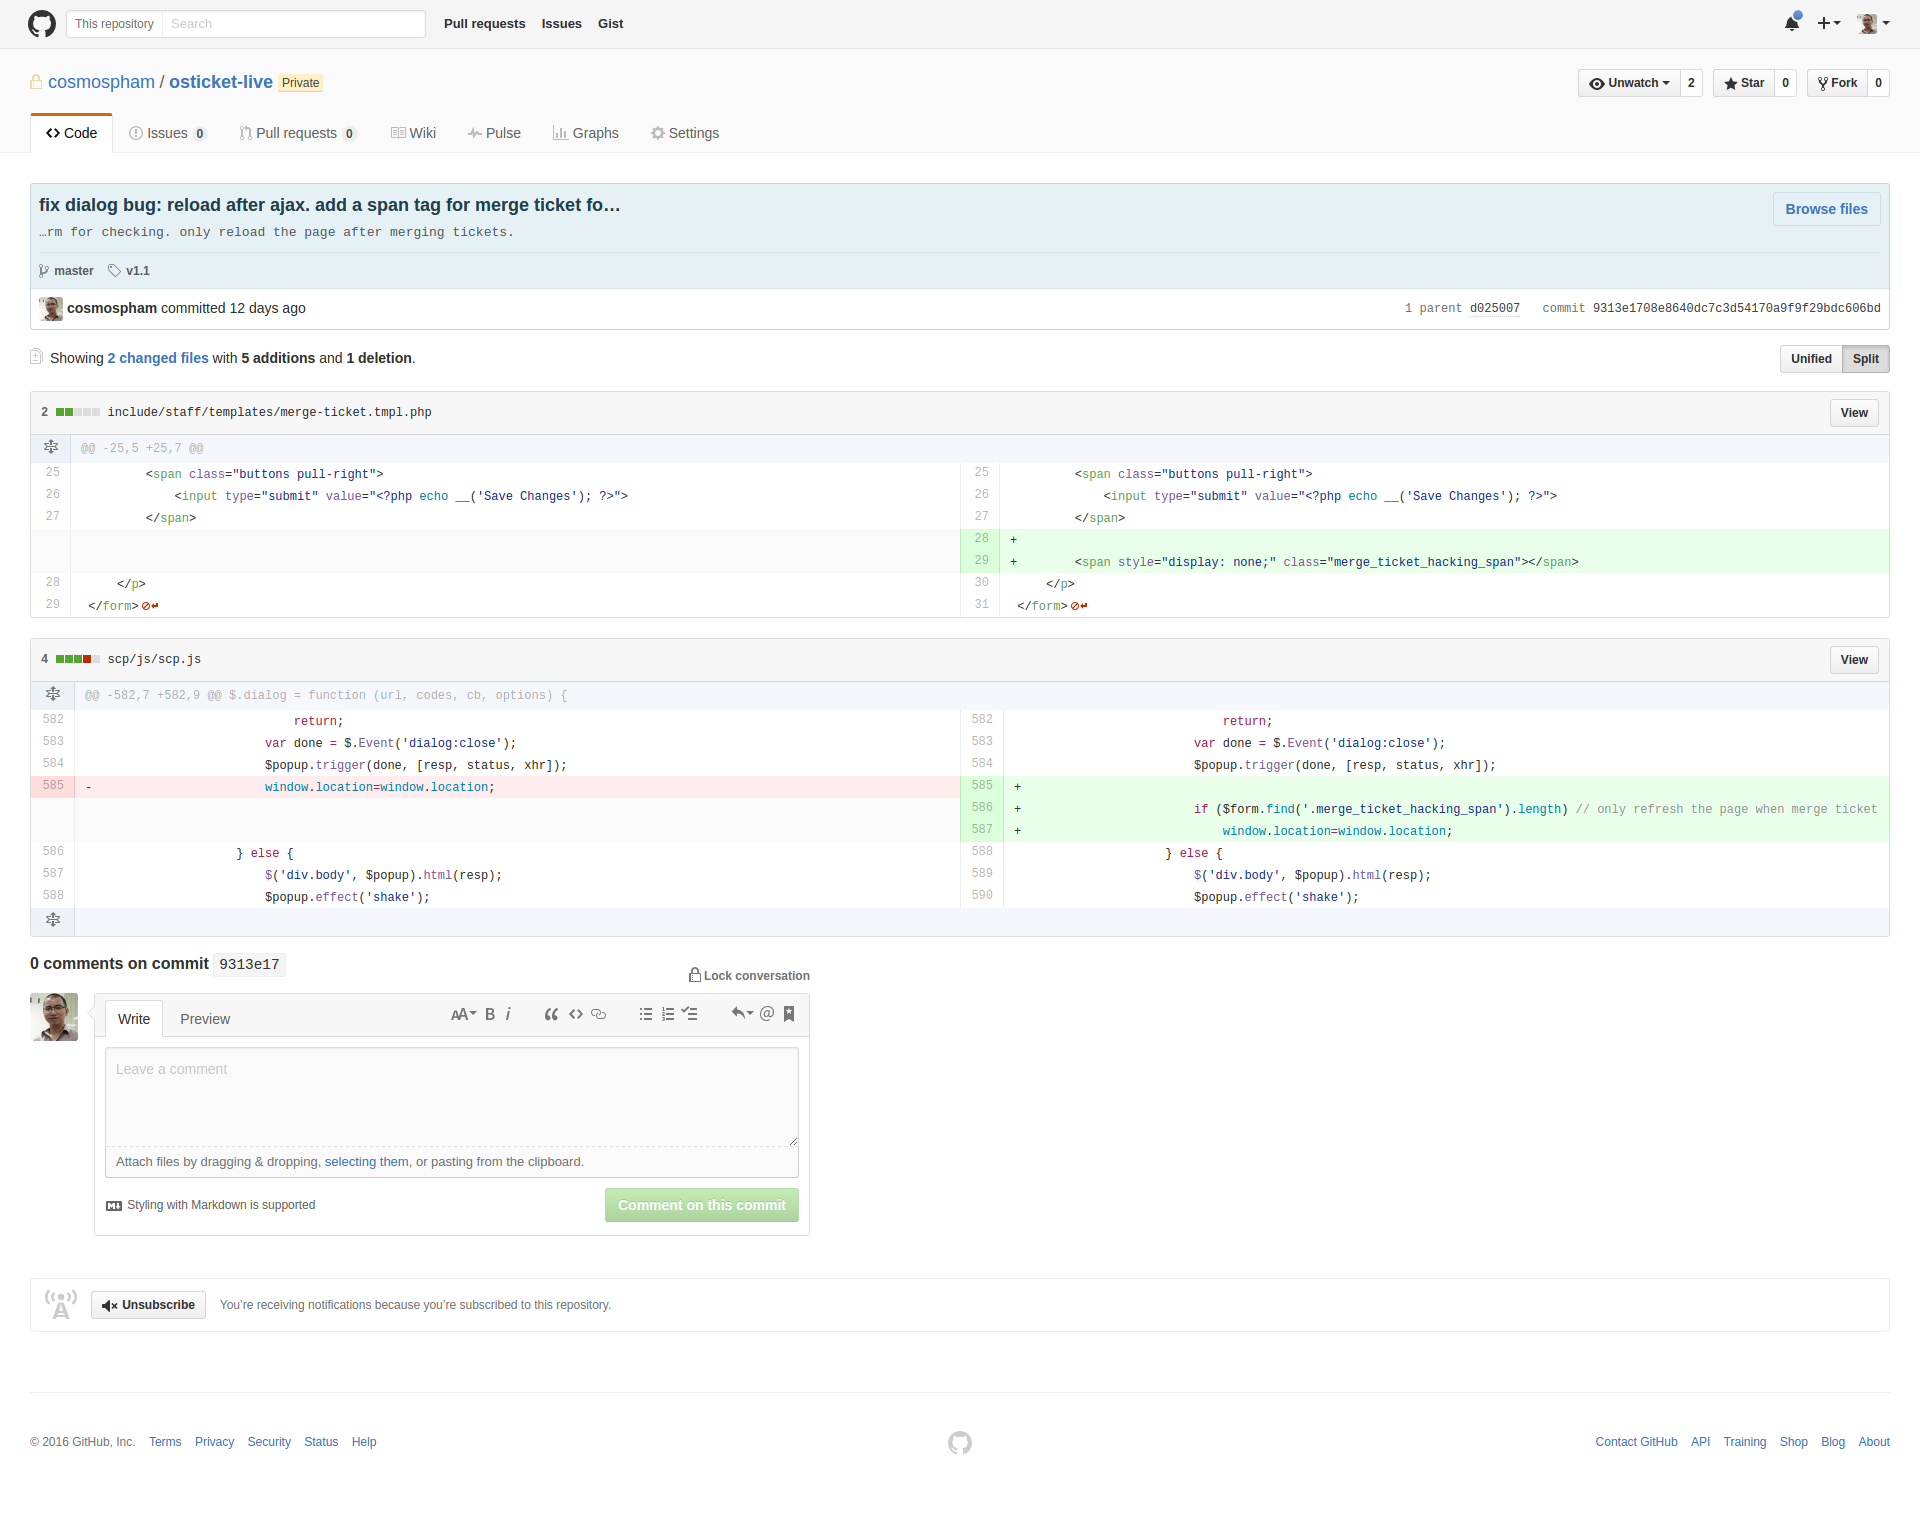 This repository Search Pull requests Issues Gist
cosmospham / osticket-live Private Unwatch 2 Star 0 Fork 0
Code Issues 0 Pull requests 0 Wiki Pulse Graphs Settings
fix dialog bug: reload after ajax. add a span tag for merge ticket fo…
Browse files
…rm for checking. only reload the page after merging tickets.
master v1.1
cosmospham committed 12 days ago 1 parent d025007 commit 9313e1708e8640dc7c3d54170a9f9f29bdc606bd
Showing 2 changed files with 5 additions and 1 deletion. Unified Split
2 include/staff/templates/merge-ticket.tmpl.php View
@@ -25,5 +25,7 @@
25 <span class="buttons pull-right"> 25 <span class="buttons pull-right">
26 <input type="submit" value="<?php echo __('Save Changes'); ?>"> 26 <input type="submit" value="<?php echo __('Save Changes'); ?>">
27 </span> 27 </span>
28 +
29 + <span style="display: none;" class="merge_ticket_hacking_span"></span>
28 </p> 30 </p>
29 </form> 31 </form>
4 scp/js/scp.js View
@@ -582,7 +582,9 @@ $.dialog = function (url, codes, cb, options) {
582 return; 582 return;
583 var done = $.Event('dialog:close'); 583 var done = $.Event('dialog:close');
584 $popup.trigger(done, [resp, status, xhr]); 584 $popup.trigger(done, [resp, status, xhr]);
585 - window.location=window.location; 585 +
586 + if ($form.find('.merge_ticket_hacking_span').length) // only refresh the page when merge ticket
587 + window.location=window.location;
586 } else { 588 } else {
587 $('div.body', $popup).html(resp); 589 $('div.body', $popup).html(resp);
588 $popup.effect('shake'); 590 $popup.effect('shake');
0 comments on commit 9313e17
Lock conversation
Write Preview AA B i
Leave a comment
Attach files by dragging & dropping, selecting them, or pasting from the clipboard.
Styling with Markdown is supported Comment on this commit
Unsubscribe You’re receiving notifications because you’re subscribed to this repository.
© 2016 GitHub, Inc. Terms Privacy Security Status Help Contact GitHub API Training Shop Blog About